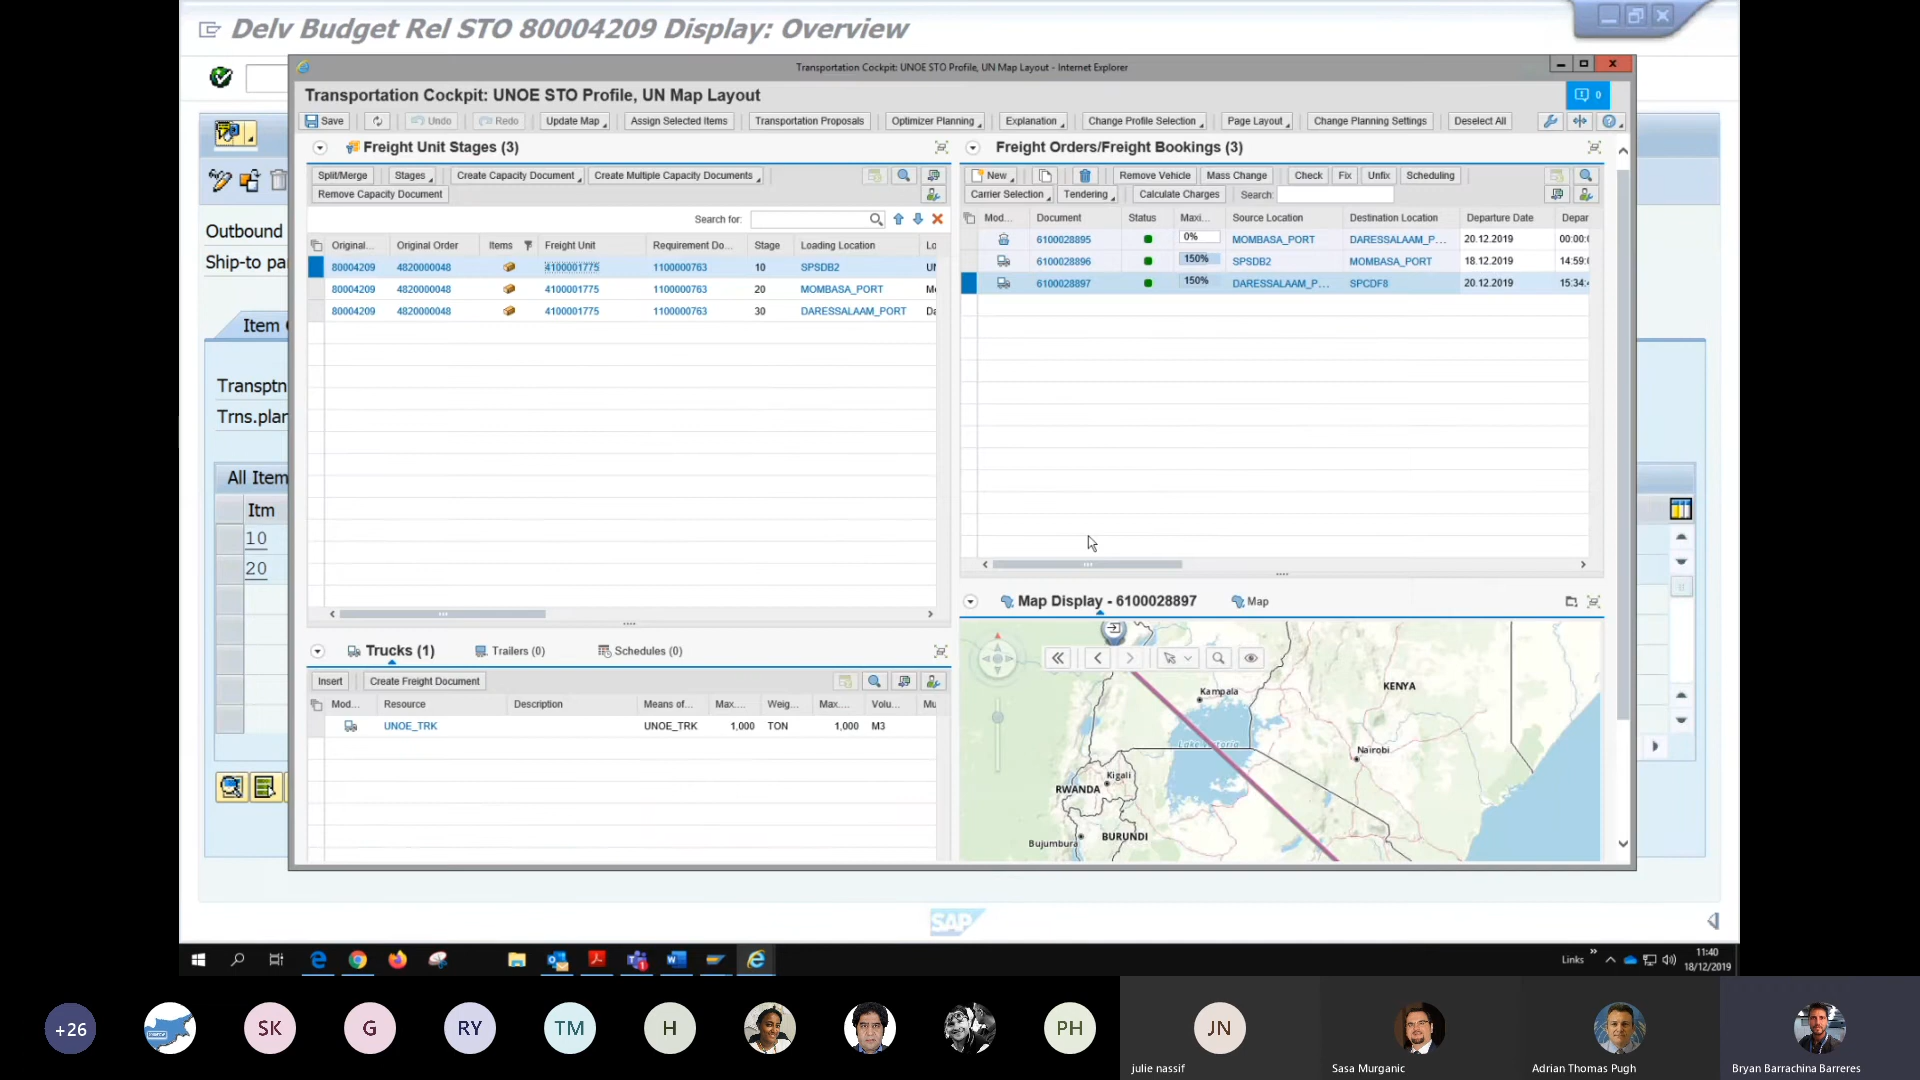 Delv Budget Rel STO 80004209 Display: Overview
Transportation Cockpit: UNOE STO Profile, UN Map Layout - Internet Explorer
Transportation Cockpit: UNOE STO Profile, UN Map Layout
0
Save
Undo
Redo
Update Map
Assign Selected Items
Transportation Proposals
Optimizer Planning
Explanation
Change Profile Selection
Page Layout
Change Planning Settings
Deselect All
Outbound
Ship-to pa
Item
Transptn
Trns.plan
All Item
Itm
10
20
Freight Unit Stages (3)
Split/Merge
Stages
Create Capacity Document
Create Multiple Capacity Documents
Remove Capacity Document
Search for:
Original... Original Order Items Freight Unit Requirement Do... Stage Loading Location Lo
80004209 4820000048 4100001775 1100000763 10 SPSDB2 UN
80004209 4820000048 4100001775 1100000763 20 MOMBASA_PORT Mo
80004209 4820000048 4100001775 1100000763 30 DARESSALAAM_PORT Da
Freight Orders/Freight Bookings (3)
New
Remove Vehicle
Mass Change
Check
Fix
Unfix
Scheduling
Carrier Selection
Tendering
Calculate Charges
Search:
Mod... Document Status Maxi... Source Location Destination Location Departure Date Depar
6100028895 0% MOMBASA_PORT DARESSALAAM_P... 20.12.2019 00:00:0
6100028896 150% SPSDB2 MOMBASA_PORT 18.12.2019 14:59:0
6100028897 150% DARESSALAAM_P... SPCDF8 20.12.2019 15:34:4
Trucks (1)
Trailers (0)
Schedules (0)
Insert
Create Freight Document
Mod... Resource Description Means of... Max.... Weig... Max.... Volu... Mu
UNOE_TRK UNOE_TRK 1,000 TON 1,000 M3
Map Display - 6100028897
Map
Kampala
KENYA
Lake Victoria
Nairobi
Kigali
RWANDA
BURUNDI
Bujumbura
SAP
Links
11:40
18/12/2019
+26
SK
G
RY
TM
H
PH
JN
julie nassif
Sasa Murganic
Adrian Thomas Pugh
Bryan Barrachina Barreres